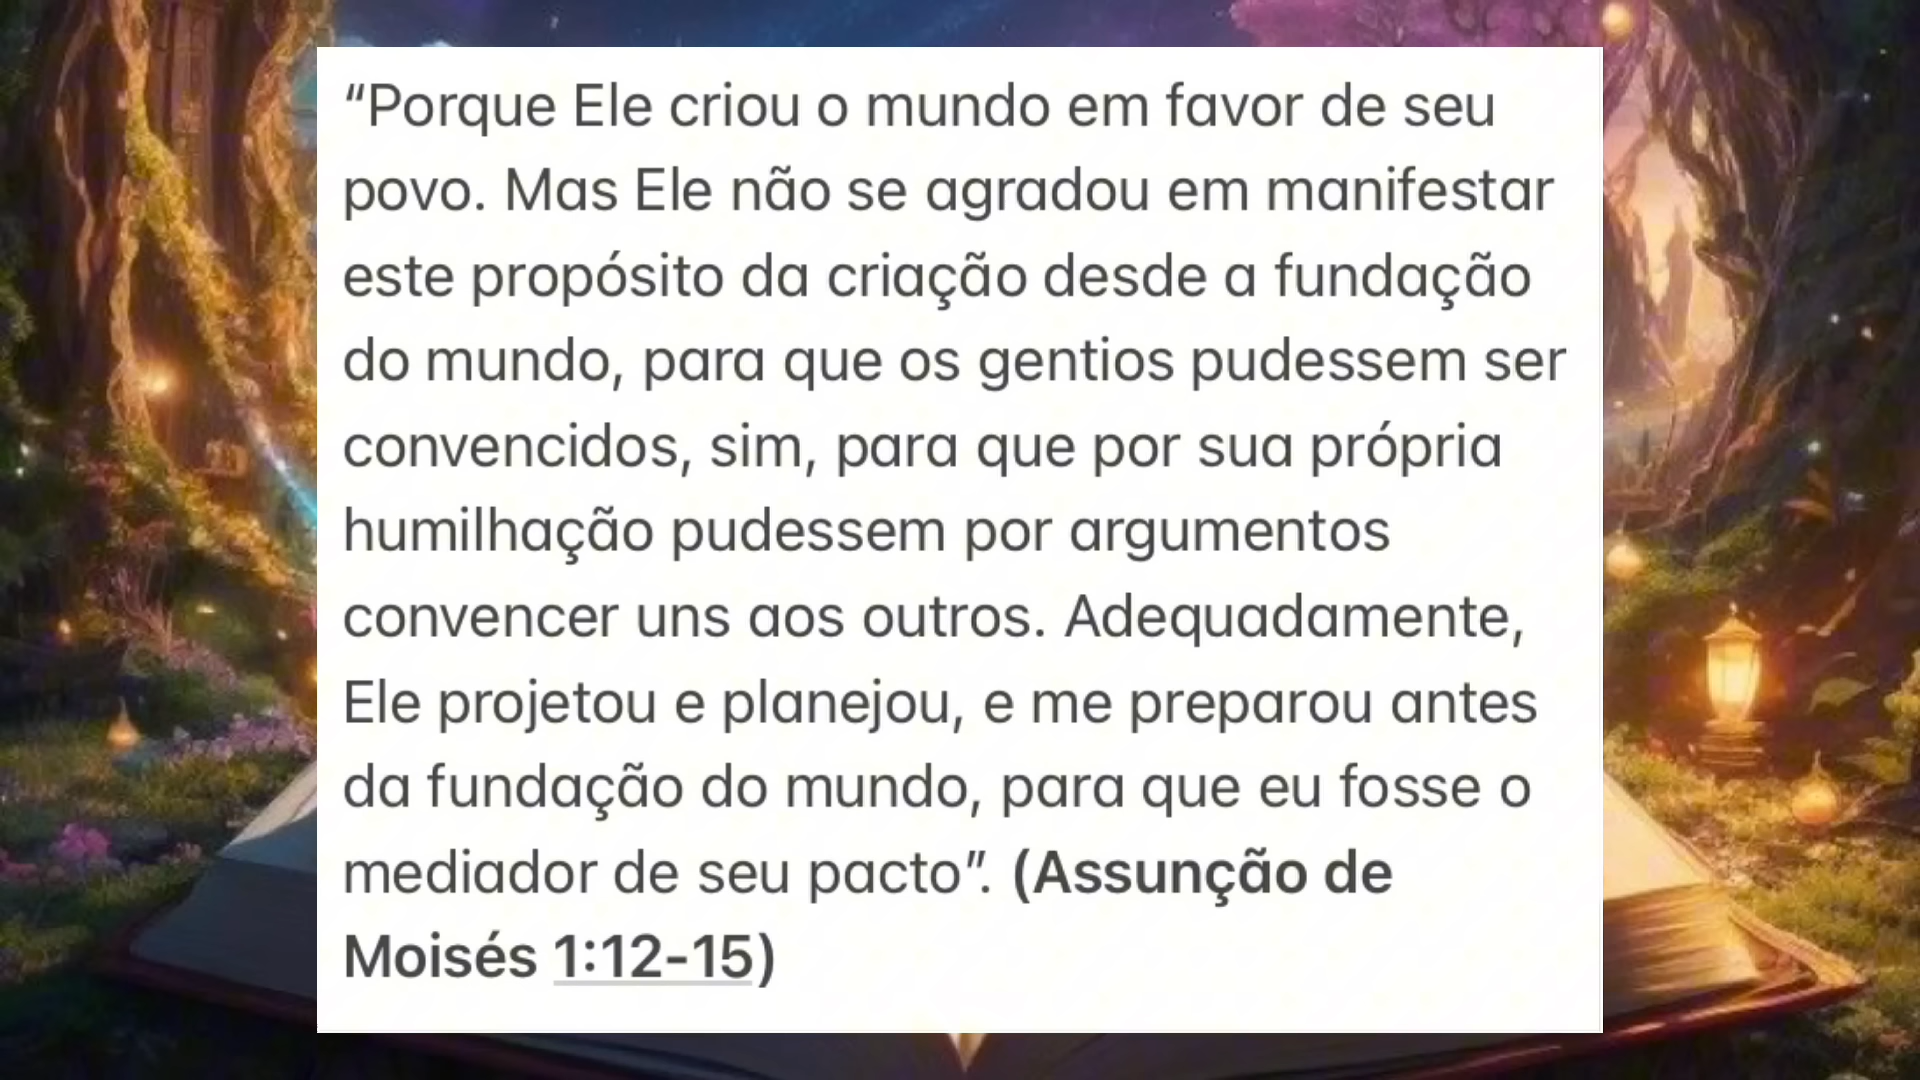 “Porque Ele criou o mundo em favor de seu
povo. Mas Ele não se agradou em manifestar
este propósito da criação desde a fundação
do mundo, para que os gentios pudessem ser
convencidos, sim, para que por sua própria
humilhação pudessem por argumentos
convencer uns aos outros. Adequadamente,
Ele projetou e planejou, e me preparou antes
da fundação do mundo, para que eu fosse o
mediador de seu pacto”. (Assunção de
Moisés 1:12-15)